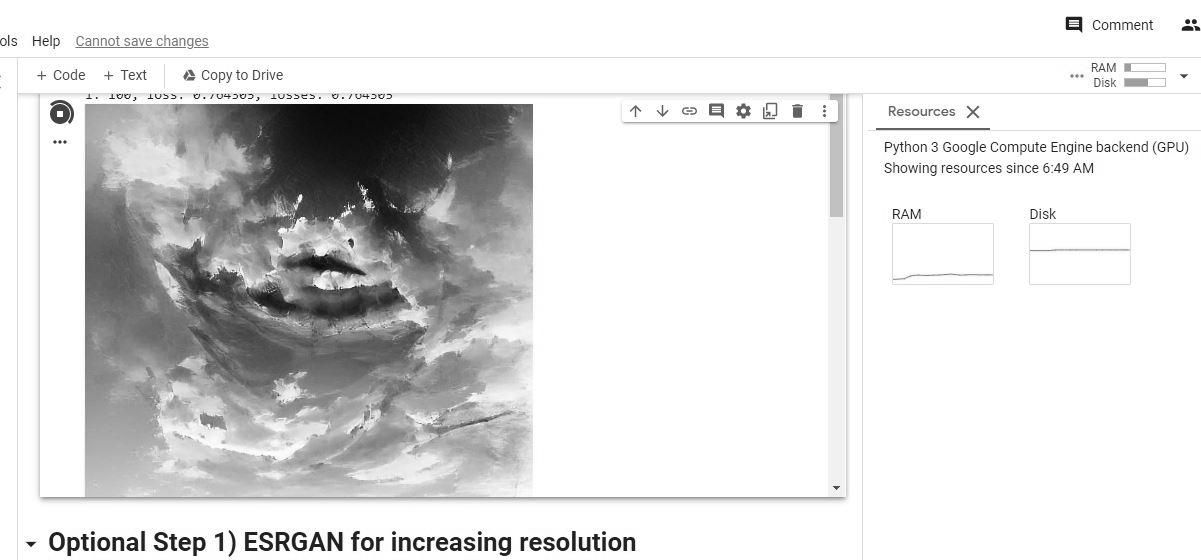 Comment
ols Help Cannot save changes
+ Code + Text Copy to Drive
RAM
Disk
i: 100, loss: 0.764305, losses: 0.764305
Resources
Python 3 Google Compute Engine backend (GPU)
Showing resources since 6:49 AM
RAM Disk
Optional Step 1) ESRGAN for increasing resolution